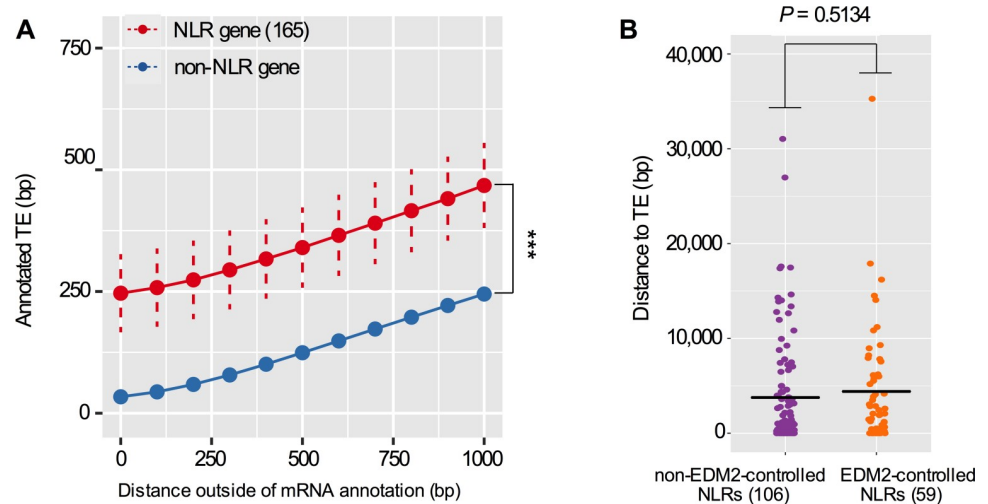 A
NLR gene (165)
non-NLR gene
750
500
250
0
Annotated TE (bp)
0 250 500 750 1000
Distance outside of mRNA annotation (bp)
***
B
P = 0.5134
40,000
30,000
20,000
10,000
0
Distance to TE (bp)
non-EDM2-controlled EDM2-controlled
NLRs (106) NLRs (59)